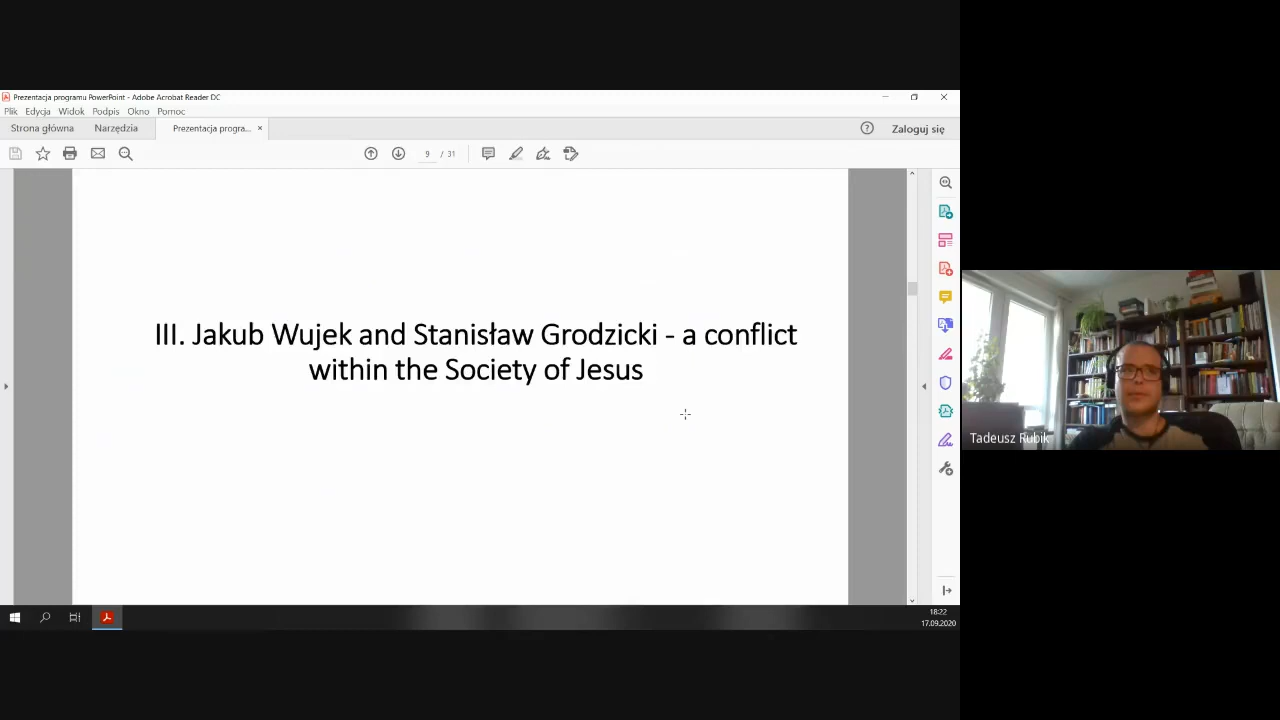 Prezentacja programu PowerPoint - Adobe Acrobat Reader DC
Plik Edycja Widok Podpis Okno Pomoc
Strona główna Narzędzia Prezentacja progra... × Zaloguj się
9 / 31
III. Jakub Wujek and Stanisław Grodzicki - a conflict
within the Society of Jesus
Tadeusz Rubik
18:22
17.09.2020